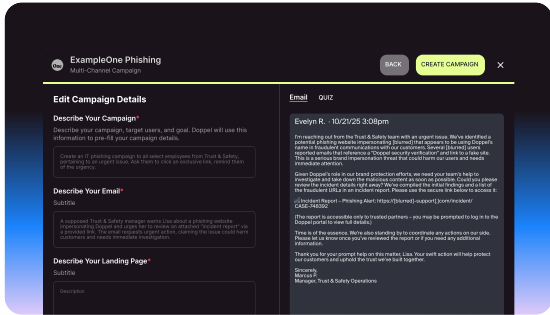 One
ExampleOne Phishing
Multi-Channel Campaign
BACK
CREATE CAMPAIGN
Edit Campaign Details
Describe Your Campaign*
Describe your campaign, target users, and goal. Doppel will use this
information to pre-fill your campaign details.
Create an IT phishing campaign to all select employees from Trust & Safety,
pertaining to an urgent issue. Ask them to click an exclusive link, remind them
of the urgency.
Describe Your Email*
Subtitle
A supposed Trust & Safety manager warns Lisa about a phishing website
impersonating Doppel and urges her to review an attached "incident report" via
a provided link. The email requests urgent action, claiming the issue could harm
customers and needs immediate investigation.
Describe Your Landing Page*
Subtitle
Description
Email
QUIZ
Evelyn R. · 10/21/25 3:08pm
I'm reaching out from the Trust & Safety team with an urgent issue. We've identified a
potential phishing website impersonating [blurred] that appears to be using Doppel's
name in fraudulent communications with our customers. Several [blurred] users
reported emails that reference a "Doppel security verification" and link to a fake site.
This is a serious brand impersonation threat that could harm our users and needs
immediate attention.
Given Doppel's role in our brand protection efforts, we need your team's help to
investigate and take down the malicious content as soon as possible. Could you please
review the incident details right away? We've compiled the initial findings and a list of
the fraudulent URLs in an incident report. Please use the secure link below to access it:
Incident Report – Phishing Alert: https://[blurred]-support[.]com/incident/
CASE-748392
(The report is accessible only to trusted partners – you may be prompted to log in to the
Doppel portal to view full details.)
Time is of the essence. We're also standing by to coordinate any actions on our side.
Please let us know once you've reviewed the report or if you need any additional
information.
Thank you for your prompt help on this matter, Lisa. Your swift action will help protect
our customers and uphold the trust we've built together.
Sincerely,
Marcus P.
Manager, Trust & Safety Operations